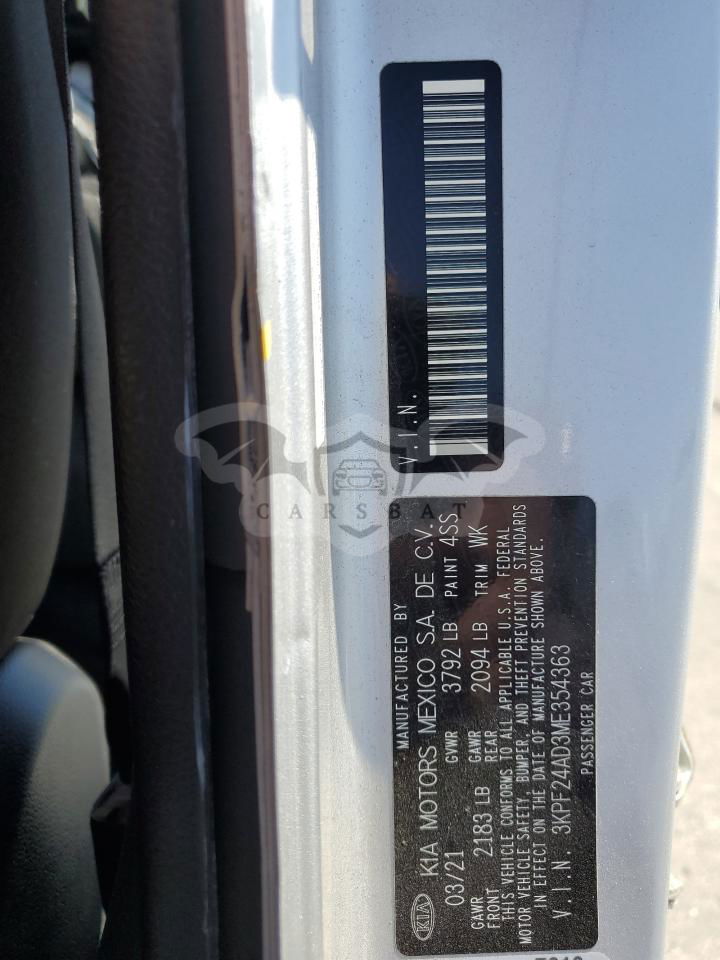 V.I.N.
MANUFACTURED BY
KIA KIA MOTORS MEXICO S.A. DE C.V.
03/21 GVWR 3792 LB PAINT 4SS
GAWR FRONT 2183 LB GAWR REAR 2094 LB TRIM WK
THIS VEHICLE CONFORMS TO ALL APPLICABLE U.S.A. FEDERAL
MOTOR VEHICLE SAFETY, BUMPER, AND THEFT PREVENTION STANDARDS
IN EFFECT ON THE DATE OF MANUFACTURE SHOWN ABOVE.
V.I.N. 3KPF24AD3ME354363
PASSENGER CAR
CARSBAT